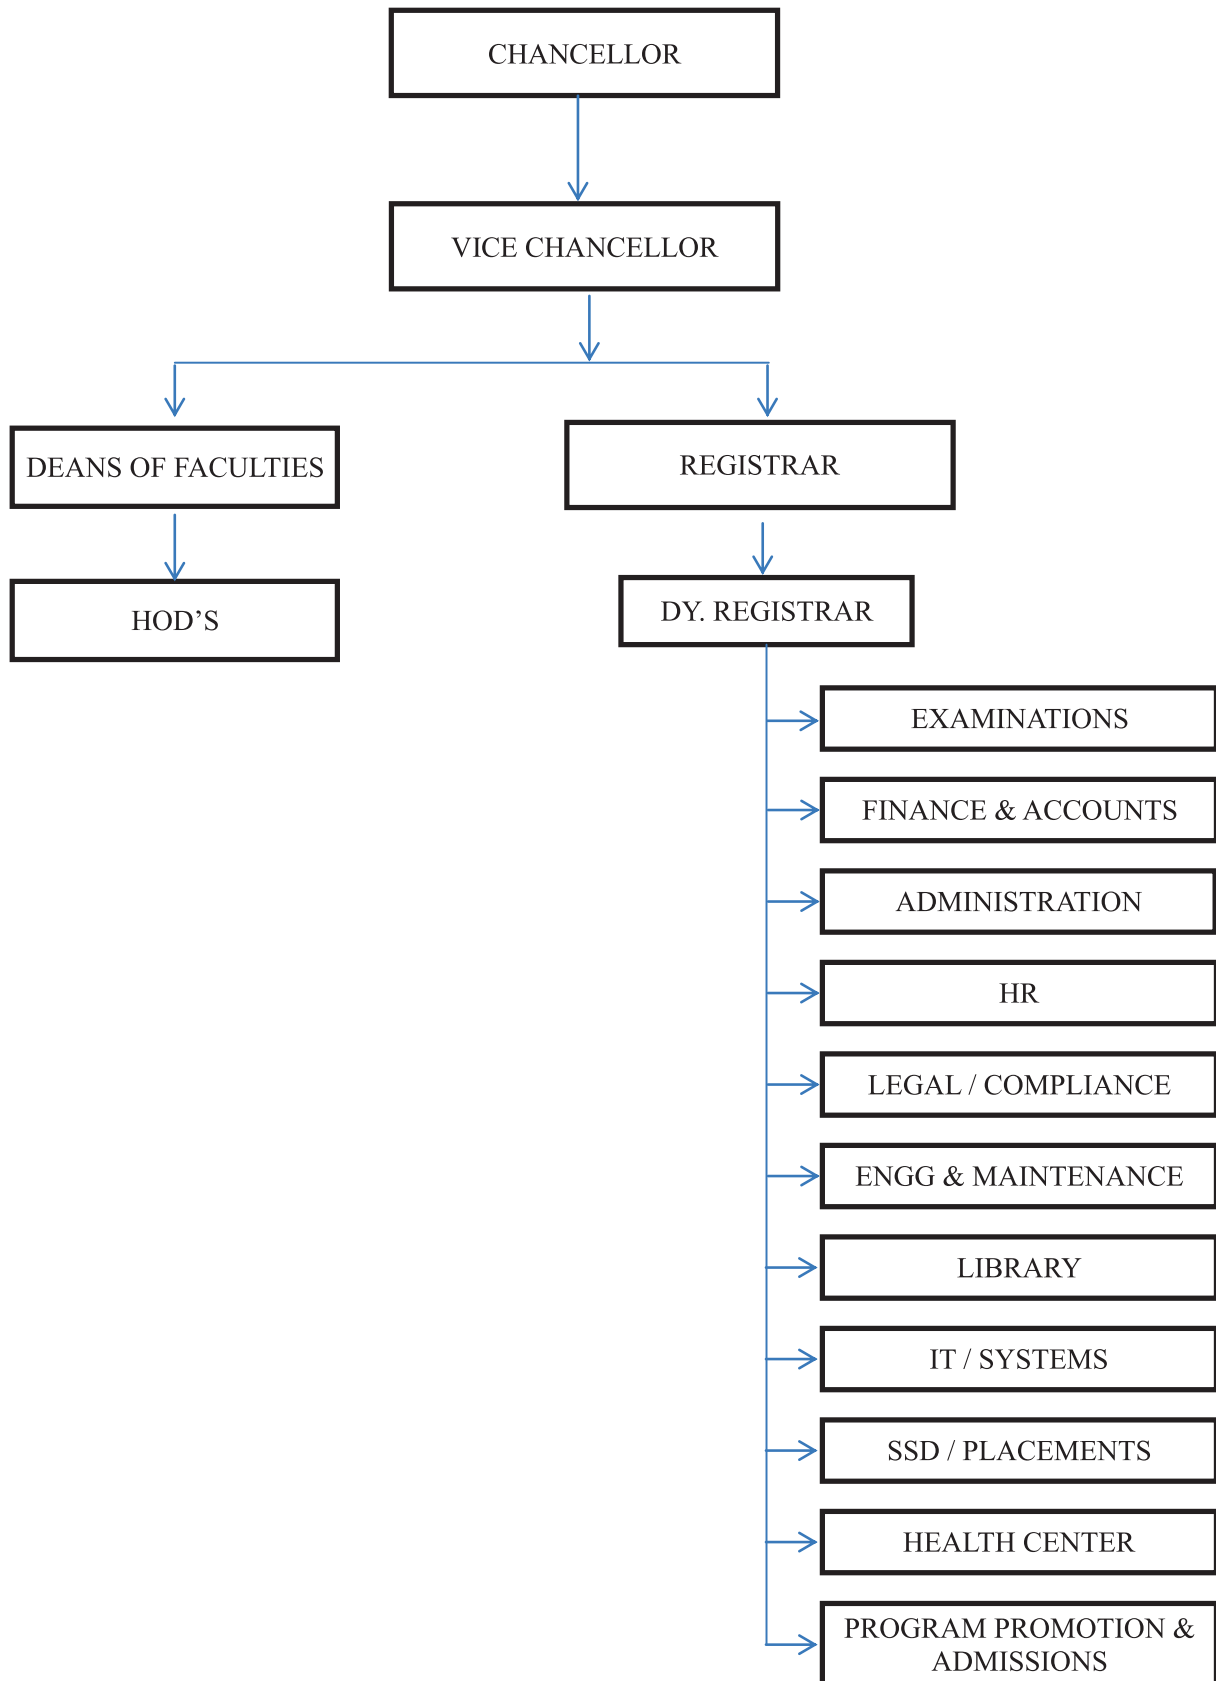 CHANCELLOR
VICE CHANCELLOR
DEANS OF FACULTIES
REGISTRAR
HOD’S
DY. REGISTRAR
EXAMINATIONS
FINANCE & ACCOUNTS
ADMINISTRATION
HR
LEGAL / COMPLIANCE
ENGG & MAINTENANCE
LIBRARY
IT / SYSTEMS
SSD / PLACEMENTS
HEALTH CENTER
PROGRAM PROMOTION &
ADMISSIONS